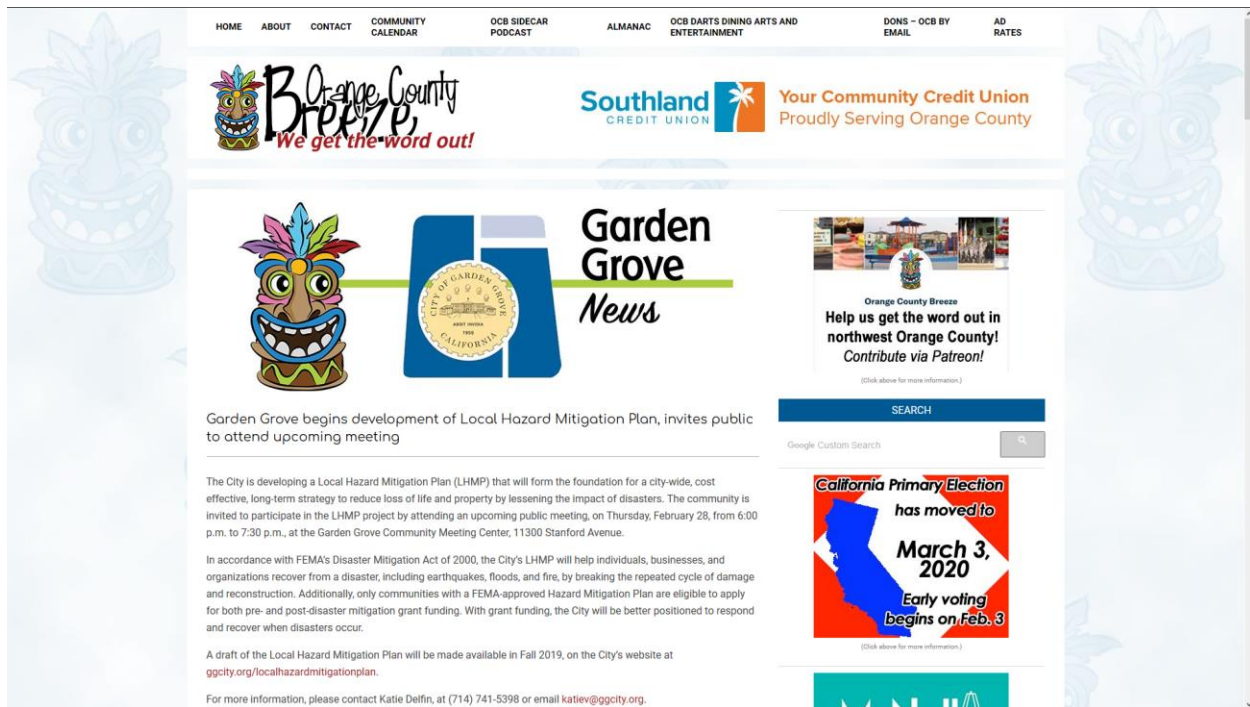 HOME ABOUT CONTACT COMMUNITY CALENDAR OCB SIDECAR PODCAST ALMANAC OCB DARTS DINING ARTS AND ENTERTAINMENT DONS – OCB BY EMAIL AD RATES
Orange County
Breeze
We get the word out!
Southland
CREDIT UNION
Your Community Credit Union
Proudly Serving Orange County
Garden
Grove
News
CITY OF GARDEN GROVE
CALIFORNIA
Garden Grove begins development of Local Hazard Mitigation Plan, invites public
to attend upcoming meeting
The City is developing a Local Hazard Mitigation Plan (LHMP) that will form the foundation for a city-wide, cost
effective, long-term strategy to reduce loss of life and property by lessening the impact of disasters. The community is
invited to participate in the LHMP project by attending an upcoming public meeting, on Thursday, February 28, from 6:00
p.m. to 7:30 p.m., at the Garden Grove Community Meeting Center, 11300 Stanford Avenue.
In accordance with FEMA's Disaster Mitigation Act of 2000, the City's LHMP will help individuals, businesses, and
organizations recover from a disaster, including earthquakes, floods, and fire, by breaking the repeated cycle of damage
and reconstruction. Additionally, only communities with a FEMA-approved Hazard Mitigation Plan are eligible to apply
for both pre- and post-disaster mitigation grant funding. With grant funding, the City will be better positioned to respond
and recover when disasters occur.
A draft of the Local Hazard Mitigation Plan will be made available in Fall 2019, on the City's website at
ggcity.org/localhazardmitigationplan.
For more information, please contact Katie Delfin, at (714) 741-5398 or email katiev@ggcity.org.
Orange County Breeze
Help us get the word out in
northwest Orange County!
Contribute via Patreon!
(Click above for more information.)
SEARCH
Google Custom Search
California Primary Election
has moved to
March 3,
2020
Early voting
begins on Feb. 3
(Click above for more information.)